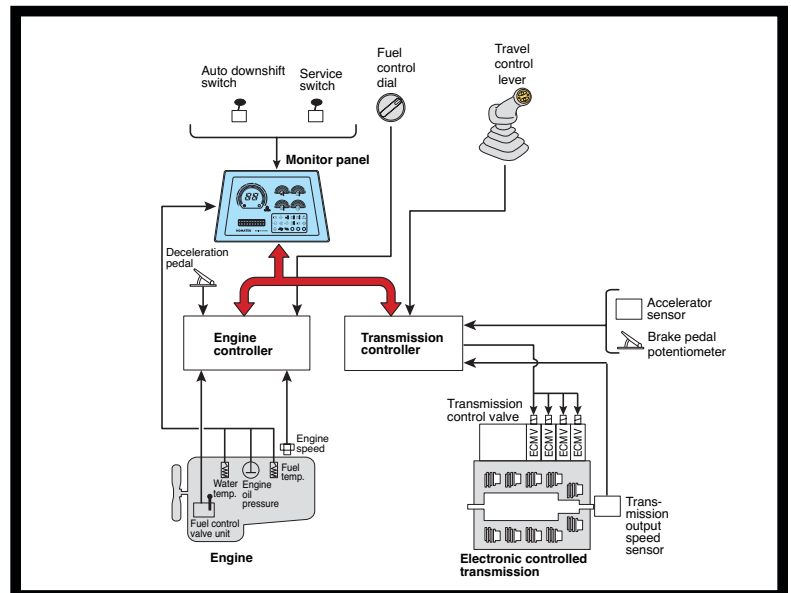 Auto downshift
switch
Service
switch
Fuel
control
dial
Travel
control
lever
Monitor panel
KOMATSU
Deceleration
pedal
Engine
controller
Transmission
controller
Accelerator
sensor
Brake pedal
potentiometer
Transmission
control valve
ECMV
ECMV
ECMV
ECMV
Engine
speed
Water
temp.
Engine
oil
pressure
Fuel
temp.
Fuel control
valve unit
Engine
Electronic controlled
transmission
Trans-
mission
output
speed
sensor